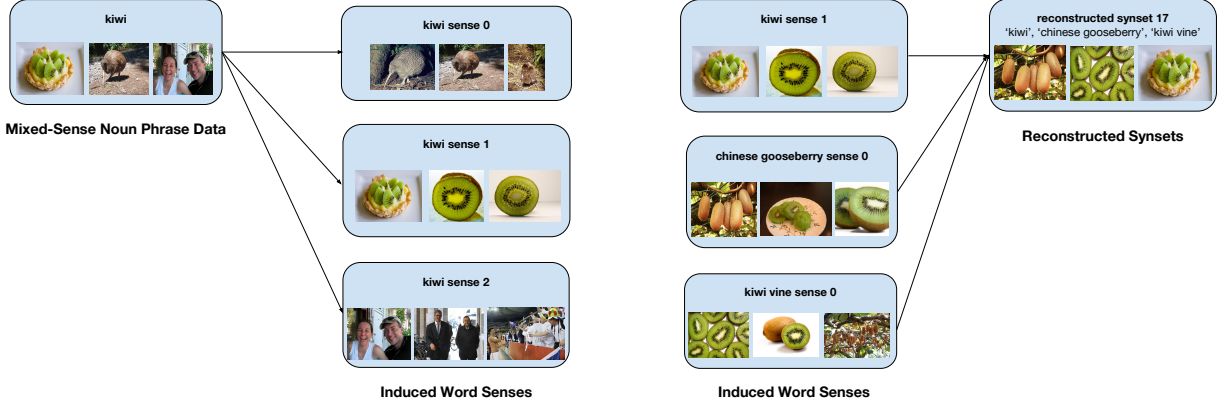 kiwi
Mixed-Sense Noun Phrase Data
kiwi sense 0
kiwi sense 1
kiwi sense 2
Induced Word Senses
kiwi sense 1
chinese gooseberry sense 0
kiwi vine sense 0
Induced Word Senses
reconstructed synset 17
‘kiwi’, ‘chinese gooseberry’, ‘kiwi vine’
Reconstructed Synsets